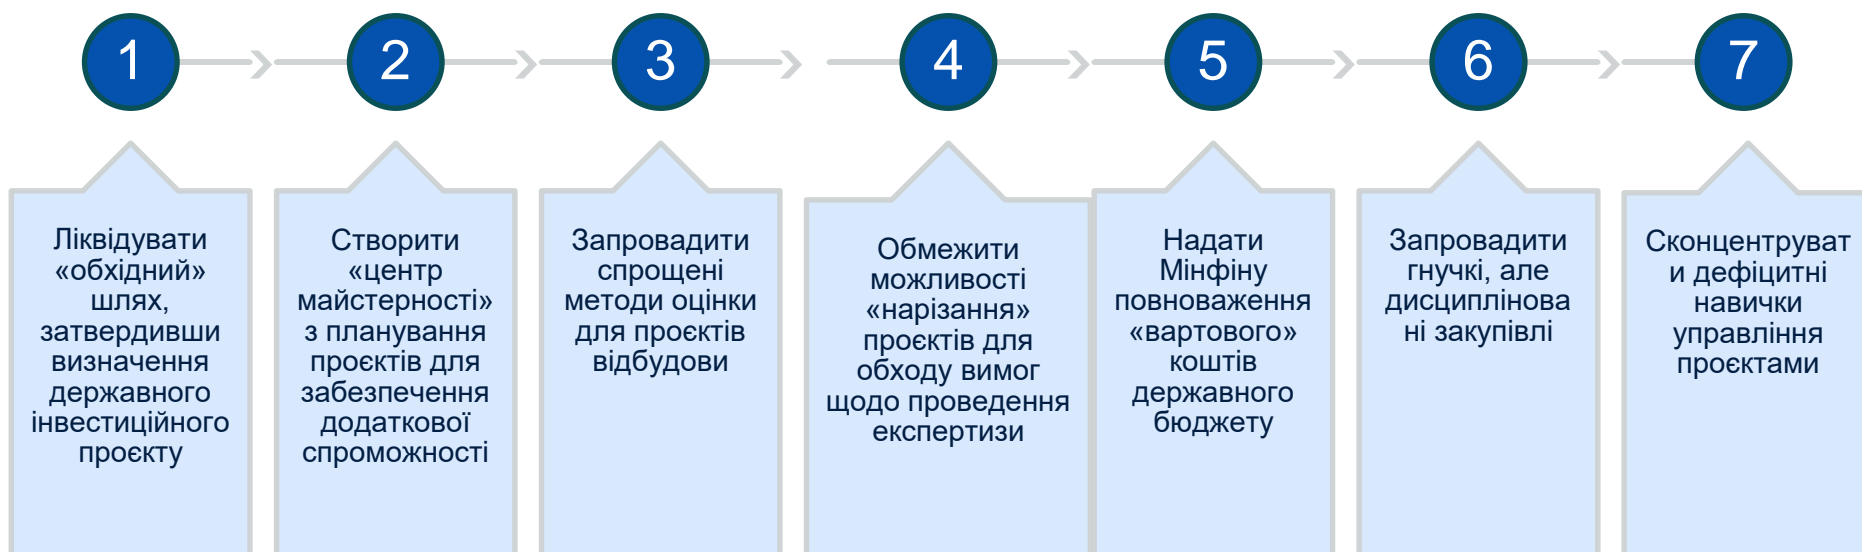 1
2
3
4
5
6
7
Ліквідувати
«обхідний»
шлях,
затвердивши
визначення
державного
інвестиційного
проєкту
Створити
«центр
майстерності»
з планування
проєктів для
забезпечення
додаткової
спроможності
Запровадити
спрощені
методи оцінки
для проєктів
відбудови
Обмежити
можливості
«нарізання»
проєктів для
обходу вимог
щодо проведення
експертизи
Надати
Мінфіну
повноваження
«вартового»
коштів
державного
бюджету
Запровадити
гнучкі, але
дисциплінова
ні закупівлі
Сконцентруват
и дефіцитні
навички
управління
проєктами